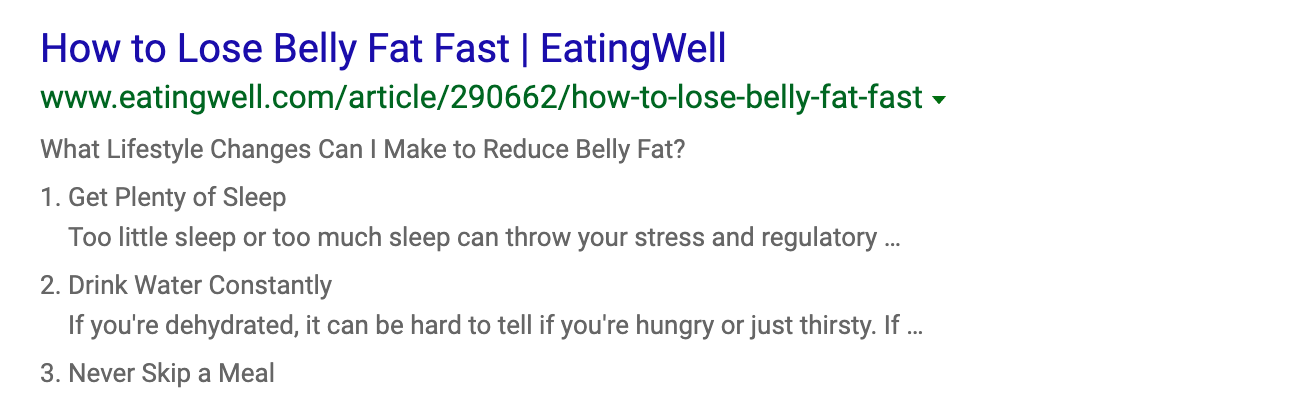 How to Lose Belly Fat Fast | EatingWell
www.eatingwell.com/article/290662/how-to-lose-belly-fat-fast
What Lifestyle Changes Can I Make to Reduce Belly Fat?
1. Get Plenty of Sleep
Too little sleep or too much sleep can throw your stress and regulatory ...
2. Drink Water Constantly
If you're dehydrated, it can be hard to tell if you're hungry or just thirsty. If ...
3. Never Skip a Meal